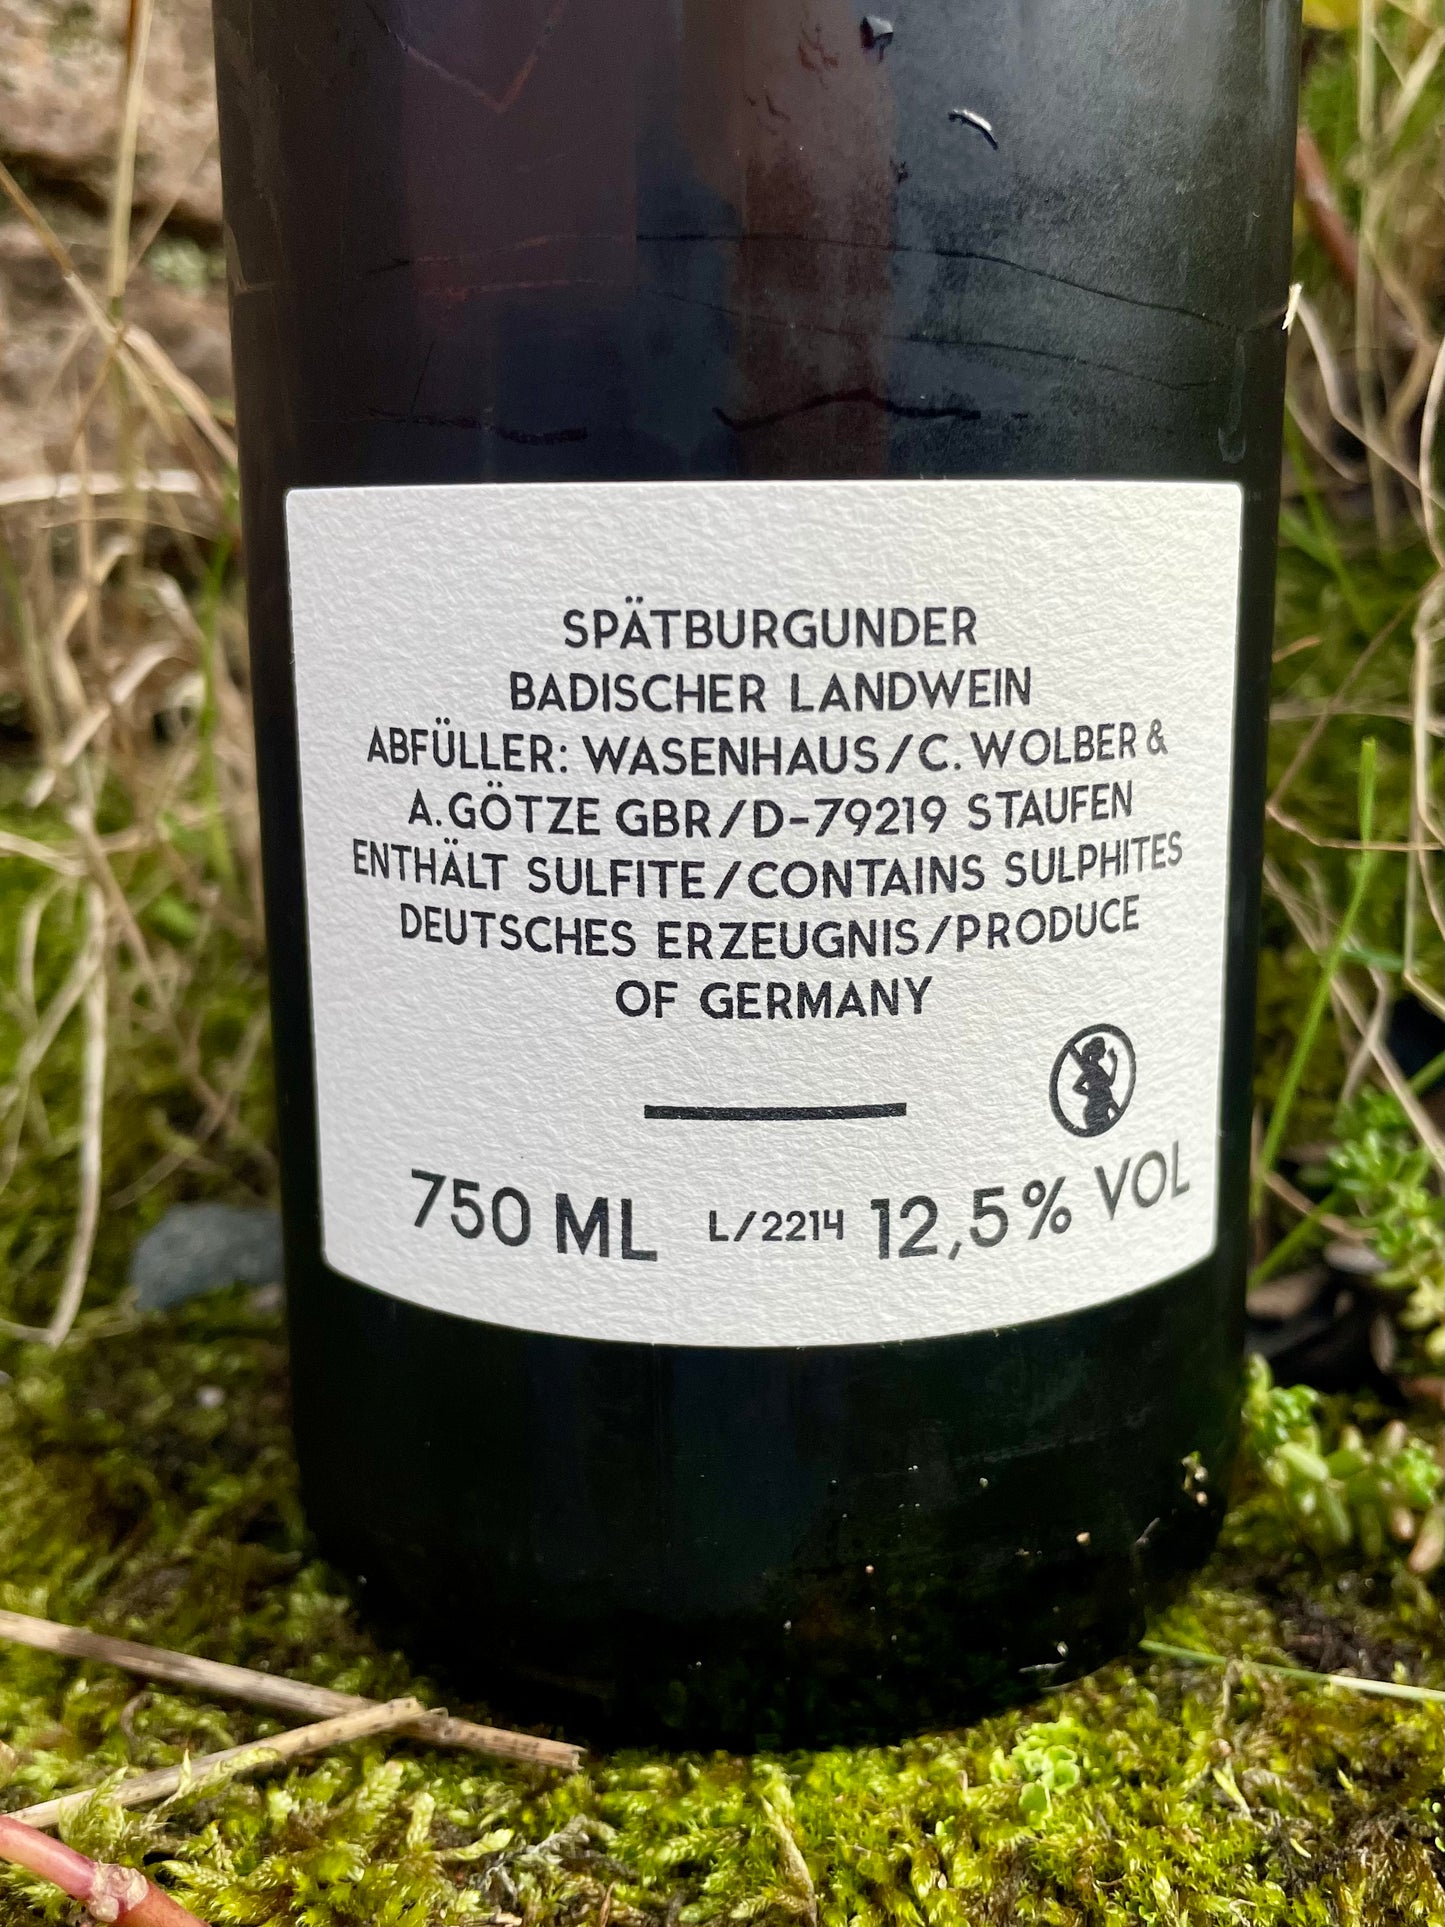 SPÄTBURGUNDER
BADISCHER LANDWEIN
ABFÜLLER: WASENHAUS/C. WOLBER &
A. GÖTZE GBR/D-79219 STAUFEN
ENTHÄLT SULFITE/CONTAINS SULPHITES
DEUTSCHES ERZEUGNIS/PRODUCE
OF GERMANY
750 ML L/2214 12,5% VOL